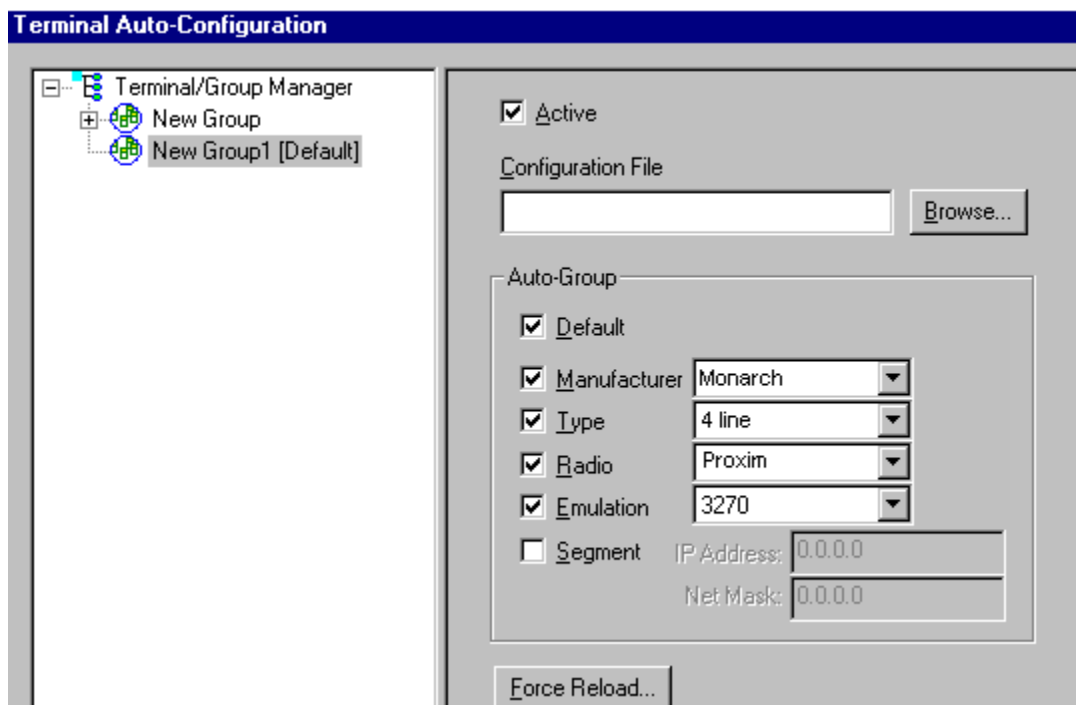 Terminal Auto-Configuration
Terminal/Group Manager
New Group
New Group1 [Default]
Active
Configuration File
Browse...
Auto-Group
Default
Manufacturer Monarch
Type 4 line
Radio Proxim
Emulation 3270
Segment IP Address: 0.0.0.0
Net Mask: 0.0.0.0
Force Reload...